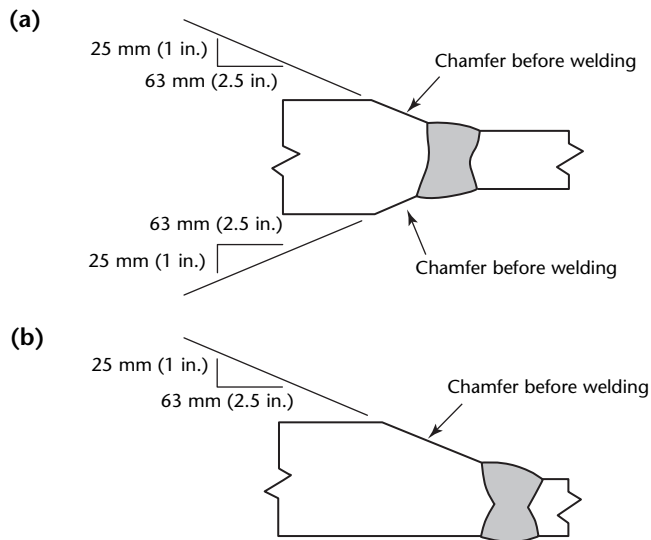 (a)
25 mm (1 in.)
63 mm (2.5 in.)
Chamfer before welding
63 mm (2.5 in.)
25 mm (1 in.)
Chamfer before welding
(b)
25 mm (1 in.)
63 mm (2.5 in.)
Chamfer before welding